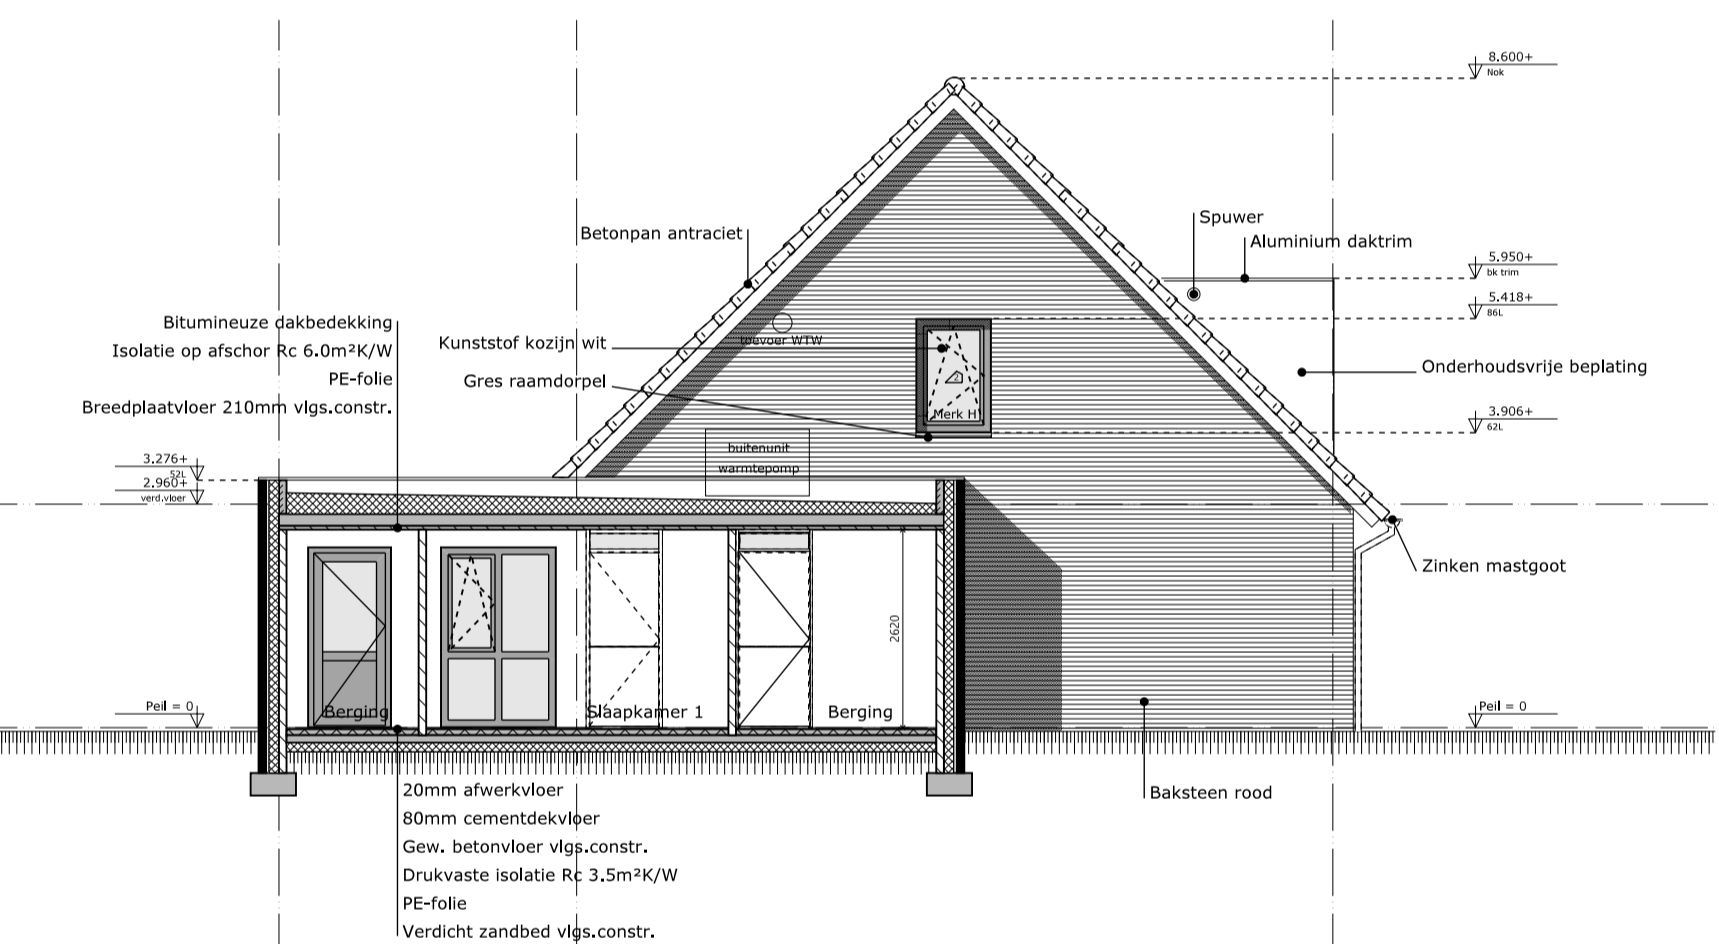 8.600+
Nok
Spuwer
Betonpan antraciet
Aluminium daktrim
5.950+
bk trim
5.418+
86L
Bitumineuze dakbedekking
Isolatie op afschor Rc 6.0m²K/W
PE-folie
Breedplaatvloer 210mm vlgs.constr.
toevoer WTW
Kunststof kozijn wit
Gres raamdorpel
Onderhoudsvrije beplating
2
Merk H
3.906+
62L
buitenunit
warmtepomp
3.276+
52L
2.960+
verd.vloer
Zinken mastgoot
2620
Peil = 0
Berging
Slaapkamer 1
Berging
Peil = 0
20mm afwerkvloer
80mm cementdekvloer
Gew. betonvloer vlgs.constr.
Drukvaste isolatie Rc 3.5m²K/W
PE-folie
Verdicht zandbed vlgs.constr.
Baksteen rood